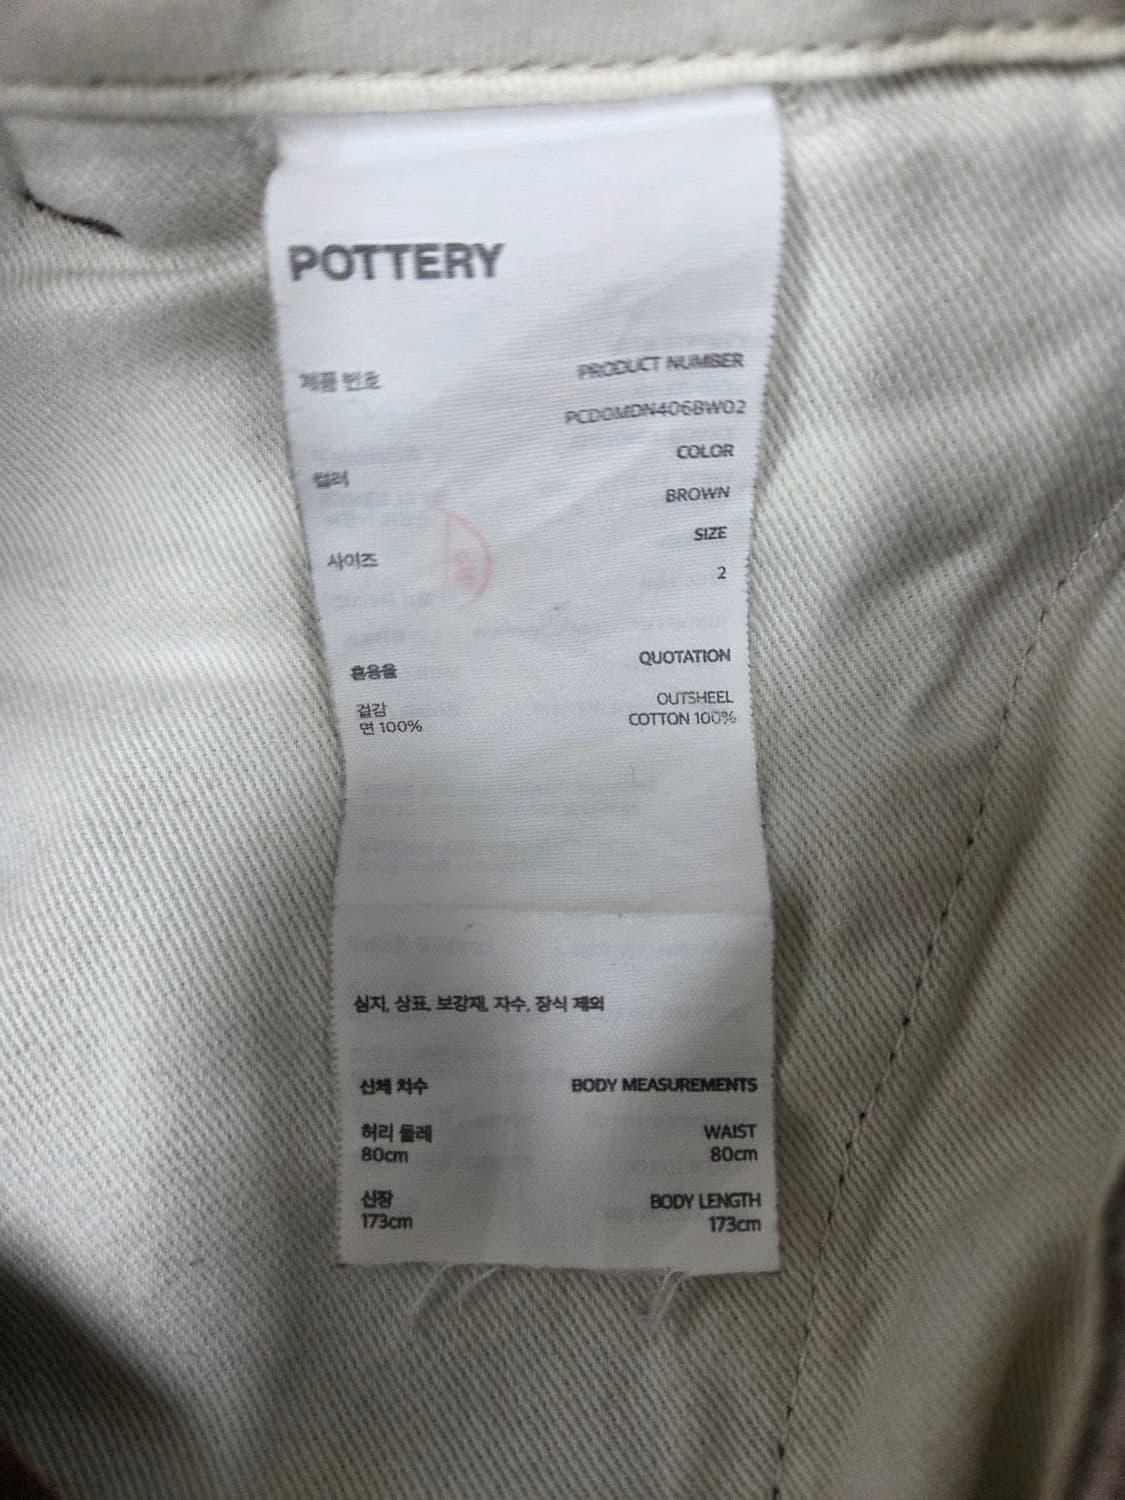 POTTERY
제품 번호 PRODUCT NUMBER
PCD0MDN406BW02
컬러 COLOR
BROWN
사이즈 SIZE
2
혼용율 QUOTATION
겉감 OUTSHEEL
면 100% COTTON 100%
심지, 상표, 보강재, 자수, 장식 제외
신체 치수 BODY MEASUREMENTS
허리 둘레 WAIST
80cm 80cm
신장 BODY LENGTH
173cm 173cm